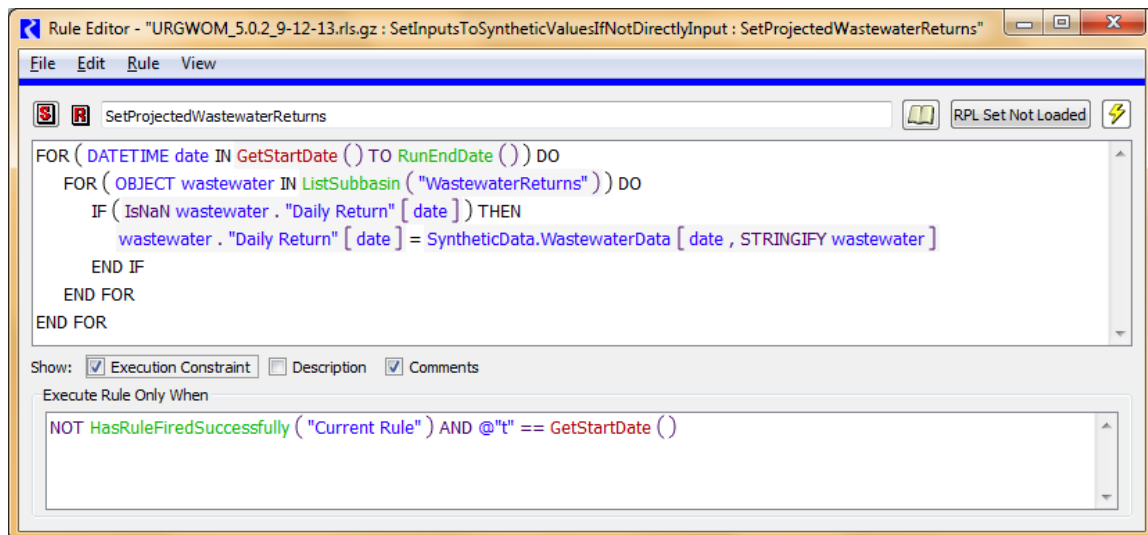 Rule Editor - "URGWOM_5.0.2_9-12-13.rls.gz : SetInputsToSyntheticValuesIfNotDirectlyInput : SetProjectedWastewaterReturns"
File Edit Rule View
S R SetProjectedWastewaterReturns RPL Set Not Loaded
FOR ( DATETIME date IN GetStartDate () TO RunEndDate () ) DO
FOR ( OBJECT wastewater IN ListSubbasin ( "WastewaterReturns" ) ) DO
IF ( IsNaN wastewater . "Daily Return" [ date ] ) THEN
wastewater . "Daily Return" [ date ] = SyntheticData.WastewaterData [ date , STRINGIFY wastewater ]
END IF
END FOR
END FOR
Show: Execution Constraint Description Comments
Execute Rule Only When
NOT HasRuleFiredSuccessfully ( "Current Rule" ) AND @"t" == GetStartDate ()